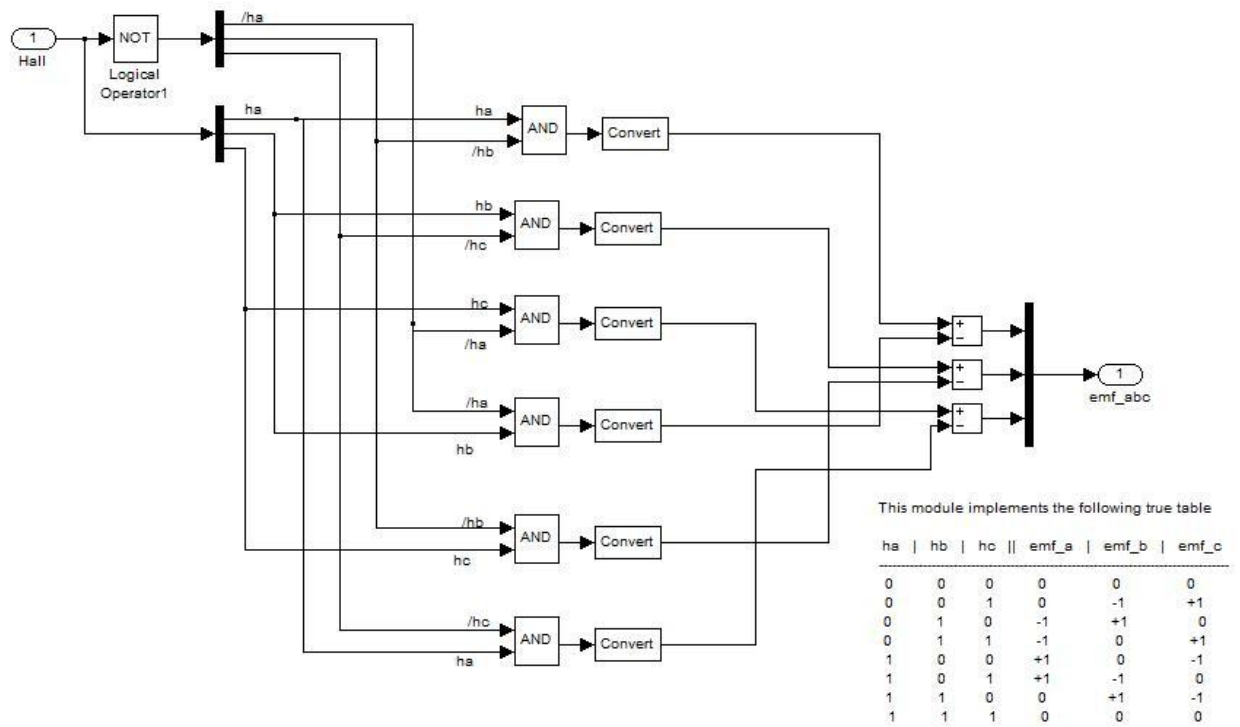 1
Hall
NOT
Logical
Operator1
/ha
ha
ha
/hb
AND
Convert
hb
/hc
AND
Convert
hc
/ha
AND
Convert
/ha
hb
AND
Convert
/hb
hc
AND
Convert
/hc
ha
AND
Convert
+
−
+
−
+
−
1
emf_abc
This module implements the following true table
ha | hb | hc || emf_a | emf_b | emf_c
0 0 0 0 0 0
0 0 1 0 -1 +1
0 1 0 -1 +1 0
0 1 1 -1 0 +1
1 0 0 +1 0 -1
1 0 1 +1 -1 0
1 1 0 0 +1 -1
1 1 1 0 0 0